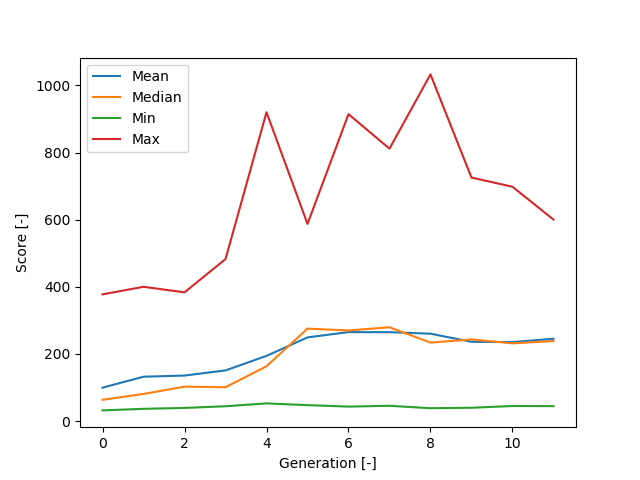 Mean
Median
Min
Max
1000
800
600
400
200
0
Score [-]
0 2 4 6 8 10
Generation [-]